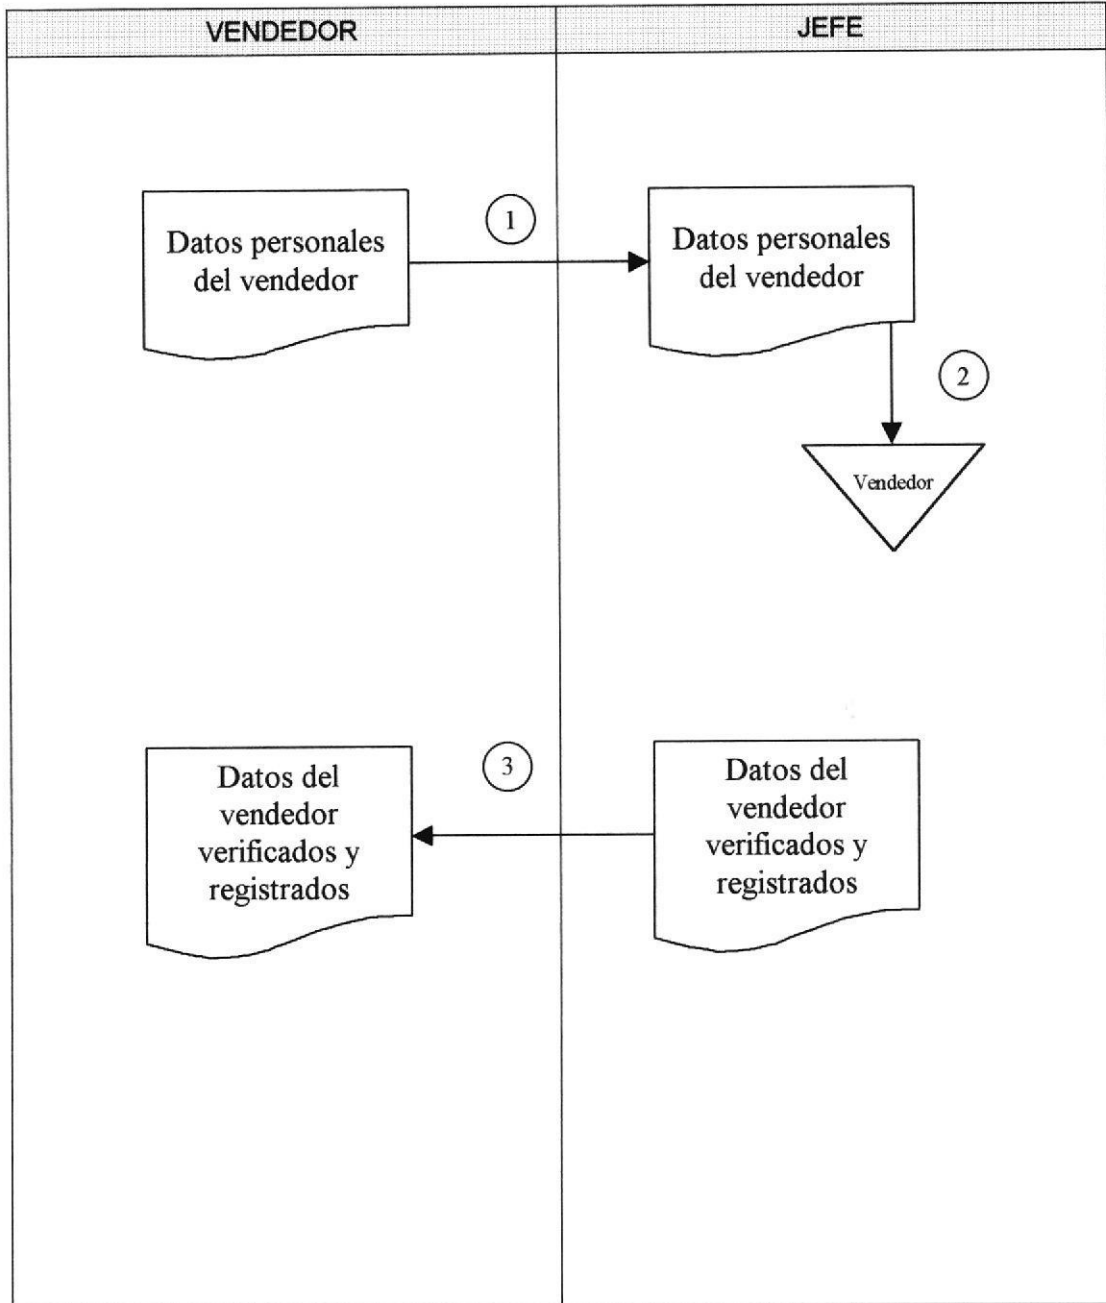 VENDEDOR
JEFE
Datos personales
del vendedor
1
Datos personales
del vendedor
2
Vendedor
Datos del
vendedor
verificados y
registrados
3
Datos del
vendedor
verificados y
registrados